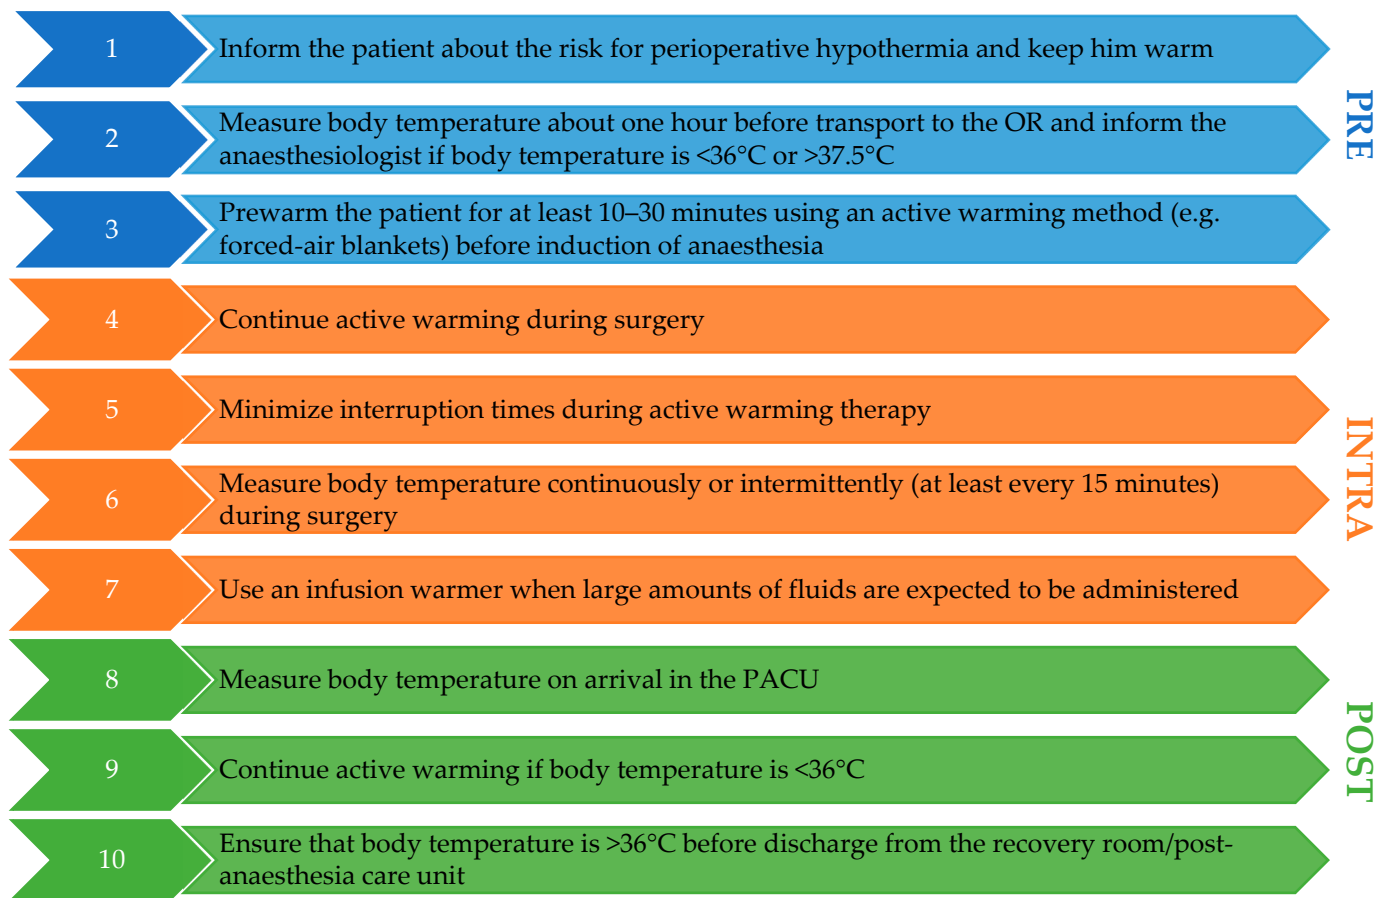 1
Inform the patient about the risk for perioperative hypothermia and keep him warm
2
Measure body temperature about one hour before transport to the OR and inform the
anaesthesiologist if body temperature is <36°C or >37.5°C
3
Prewarm the patient for at least 10–30 minutes using an active warming method (e.g.
forced-air blankets) before induction of anaesthesia
PRE
4
Continue active warming during surgery
5
Minimize interruption times during active warming therapy
6
Measure body temperature continuously or intermittently (at least every 15 minutes)
during surgery
7
Use an infusion warmer when large amounts of fluids are expected to be administered
INTRA
8
Measure body temperature on arrival in the PACU
9
Continue active warming if body temperature is <36°C
10
Ensure that body temperature is >36°C before discharge from the recovery room/post-
anaesthesia care unit
POST